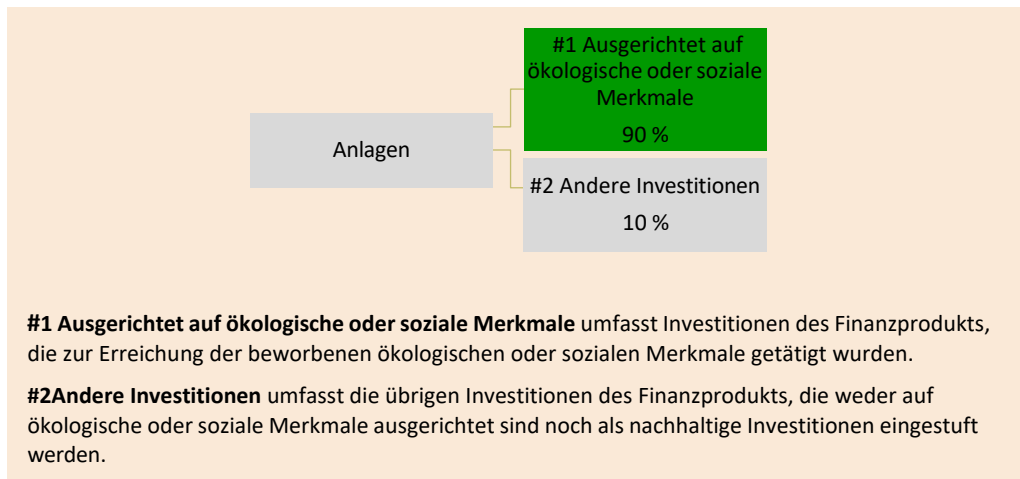 #1 Ausgerichtet auf
ökologische oder soziale
Merkmale
90 %
Anlagen
#2 Andere Investitionen
10 %
#1 Ausgerichtet auf ökologische oder soziale Merkmale umfasst Investitionen des Finanzprodukts,
die zur Erreichung der beworbenen ökologischen oder sozialen Merkmale getätigt wurden.
#2Andere Investitionen umfasst die übrigen Investitionen des Finanzprodukts, die weder auf
ökologische oder soziale Merkmale ausgerichtet sind noch als nachhaltige Investitionen eingestuft
werden.